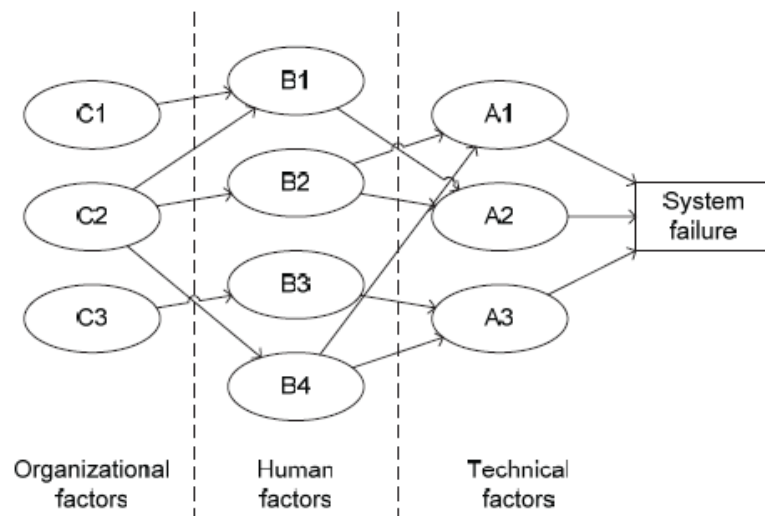 C1
C2
C3
B1
B2
B3
B4
A1
A2
A3
System
failure
Organizational
factors
Human
factors
Technical
factors